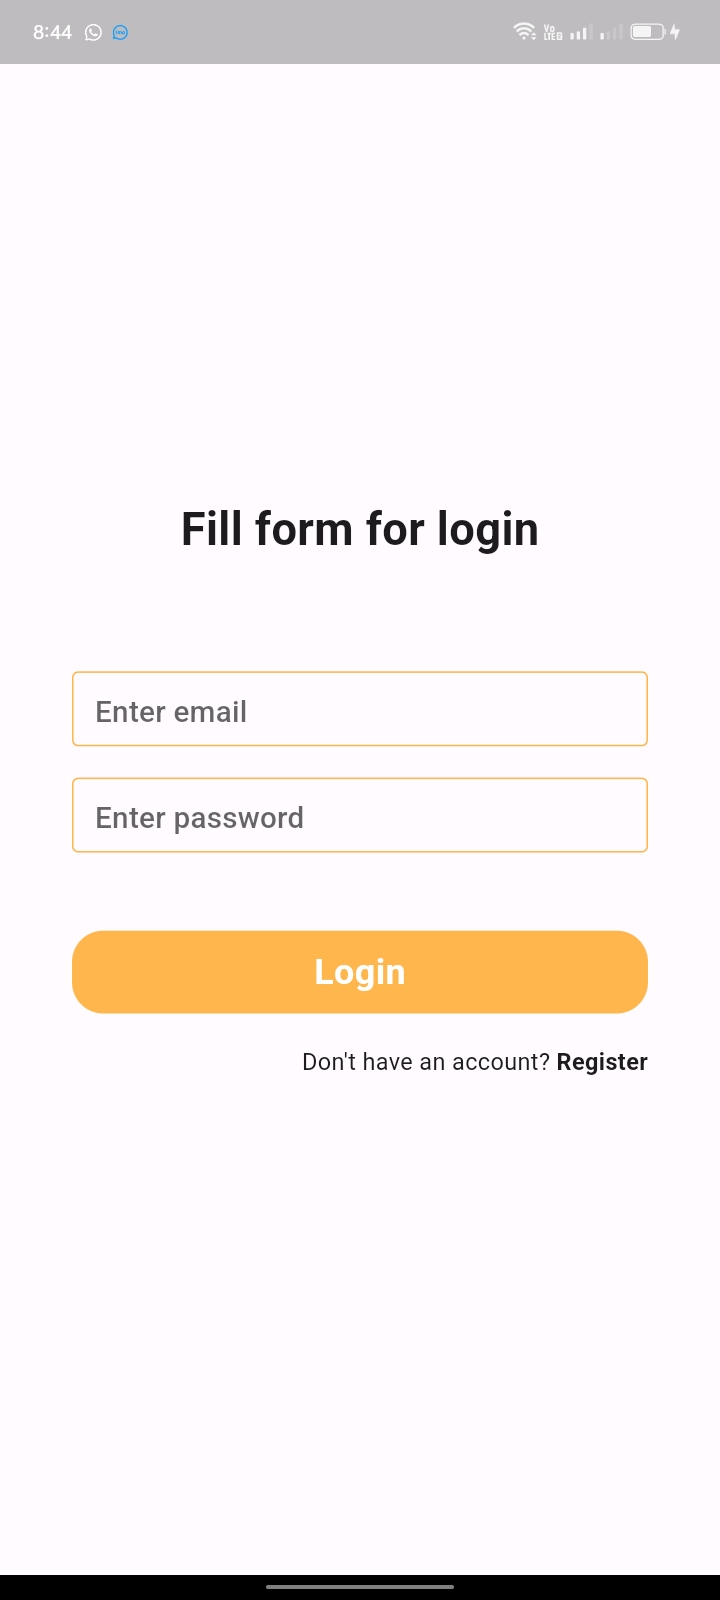 8:44
Vo
LTE
Fill form for login
Enter email
Enter password
Login
Don't have an account? Register